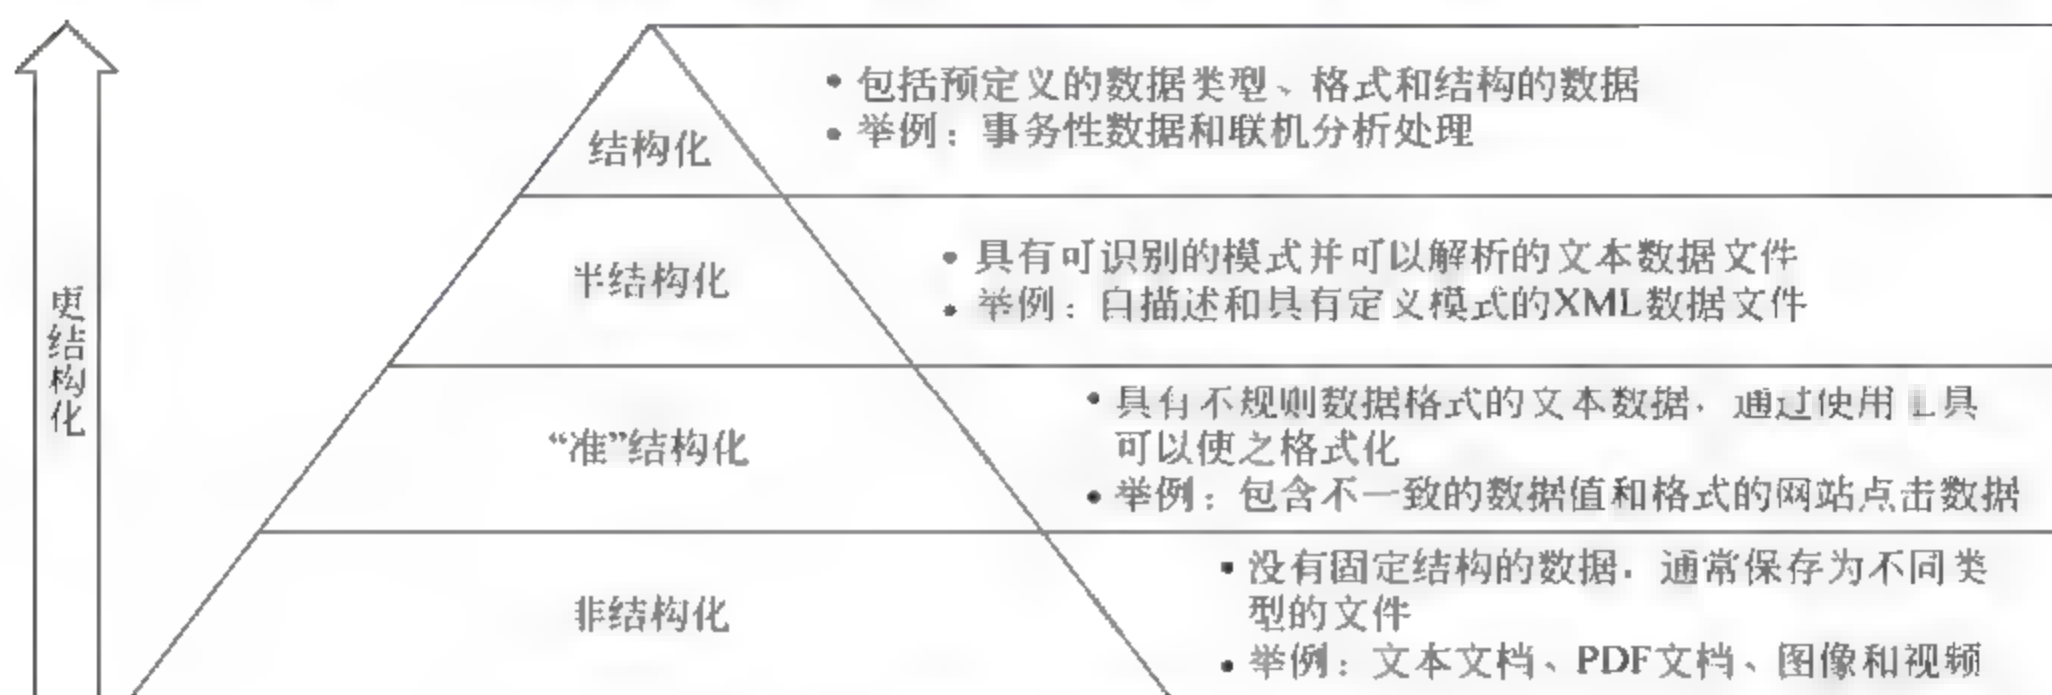 更结构化
结构化
• 包括预定义的数据类型、格式和结构的数据
• 举例：事务性数据和联机分析处理
半结构化
• 具有可识别的模式并可以解析的文本数据文件
• 举例：自描述和具有定义模式的XML数据文件
“准”结构化
• 具有不规则数据格式的文本数据，通过使用工具
可以使之格式化
• 举例：包含不一致的数据值和格式的网站点击数据
非结构化
• 没有固定结构的数据，通常保存为不同类
型的文件
• 举例：文本文档、PDF文档、图像和视频